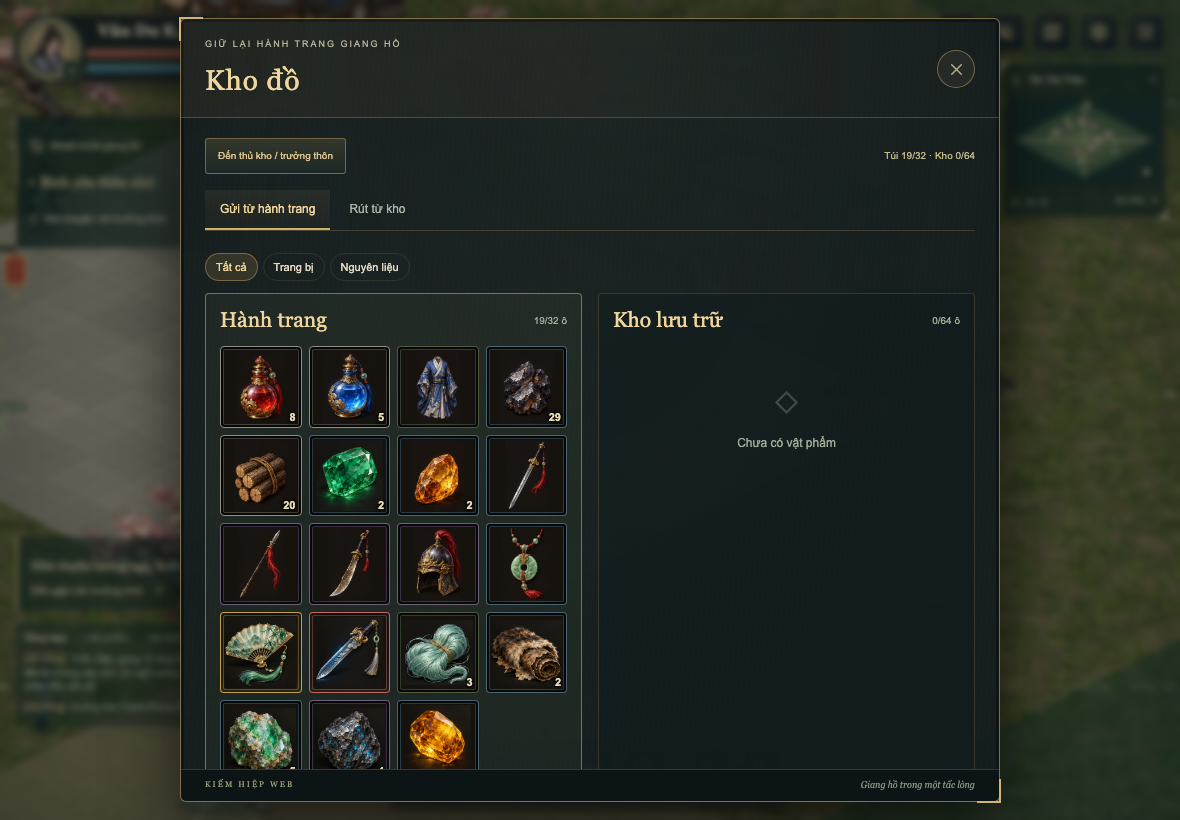 GIỮ LẠI HÀNH TRANG GIANG HỒ
Kho đồ
Đến thủ kho / trưởng thôn
Túi 19/32 · Kho 0/64
Gửi từ hành trang
Rút từ kho
Tất cả
Trang bị
Nguyên liệu
Hành trang
19/32 ô
Kho lưu trữ
0/64 ô
8
5
29
20
2
2
3
2
Chưa có vật phẩm
KIẾM HIỆP WEB
Giang hồ trong một tấc lòng